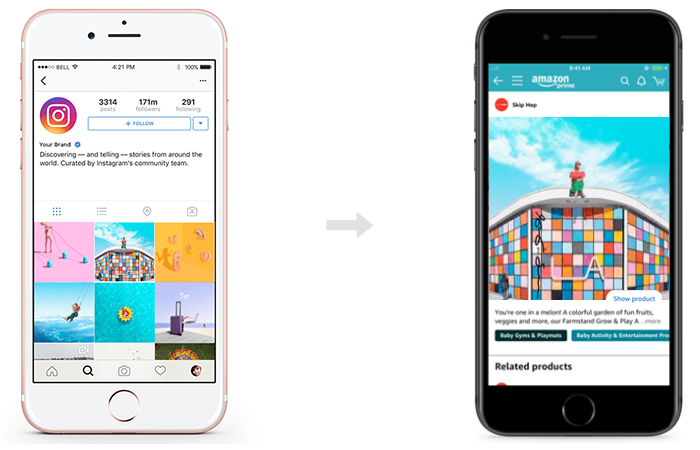 ●●●○○ BELL 4:21 PM 100%
3314 171m 291
posts followers following
+ FOLLOW
Your Brand
Discovering — and telling — stories from around the
world. Curated by Instagram's community team.
9:41 AM
amazon
prime
Skip Hop
LA
Show product
You're one in a melon! A colorful garden of fun fruits,
veggies and more, our Farmstand Grow & Play A...more
Baby Gyms & Playmats Baby Activity & Entertainment Pro
Related products